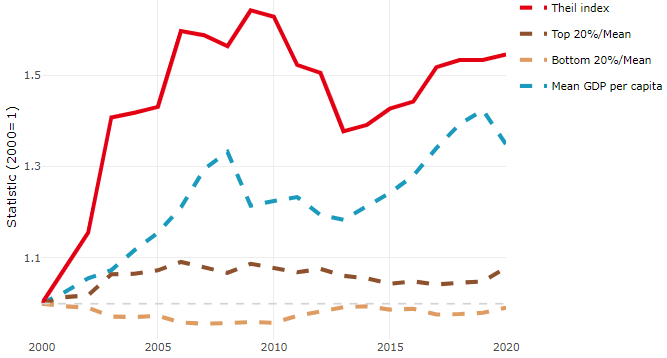 Theil index
Top 20%/Mean
Bottom 20%/Mean
Mean GDP per capita
Statistic (2000= 1)
1.5
1.3
1.1
2000 2005 2010 2015 2020